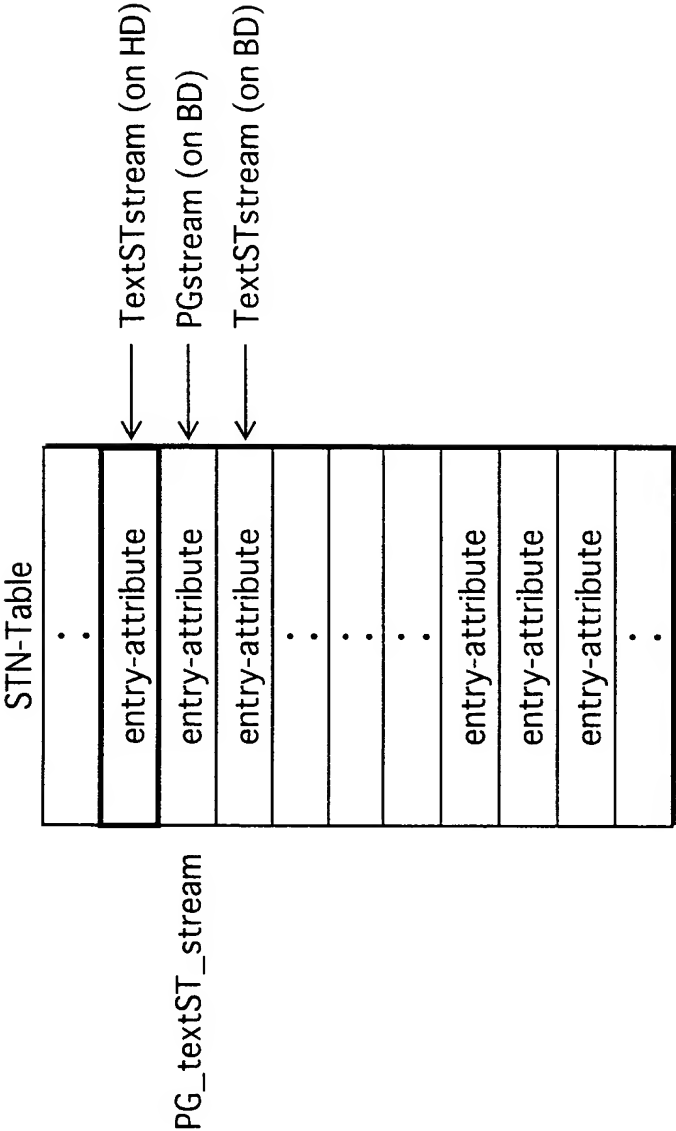 STN-Table
. .
entry-attribute TextSTstream (on HD)
PG_textST_stream entry-attribute PGstream (on BD)
entry-attribute TextSTstream (on BD)
. .
. .
. .
entry-attribute
entry-attribute
entry-attribute
. .